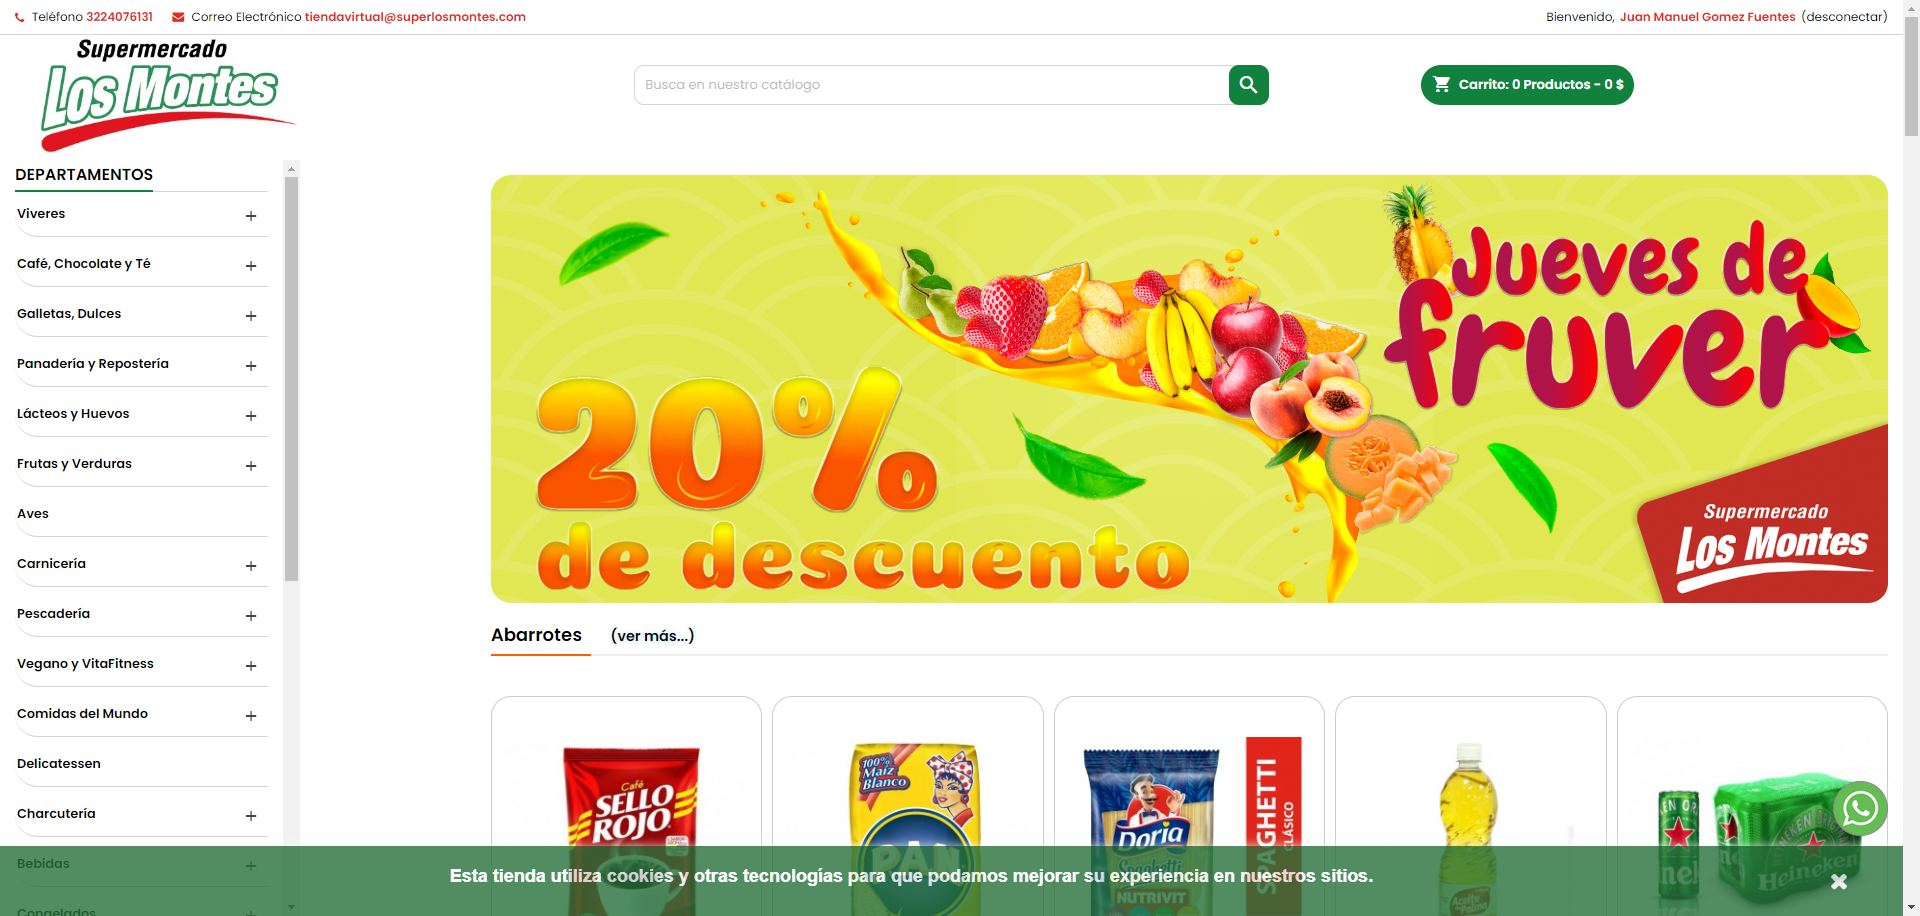 Teléfono 3224076131 Correo Electrónico tiendavirtual@superlosmontes.com Bienvenido, Juan Manuel Gomez Fuentes (desconectar)
Supermercado
Los Montes
Busca en nuestro catálogo
Carrito: 0 Productos - 0 $
DEPARTAMENTOS
Viveres
Café, Chocolate y Té
Galletas, Dulces
Panadería y Repostería
Lácteos y Huevos
Frutas y Verduras
Aves
Carnicería
Pescadería
Vegano y VitaFitness
Comidas del Mundo
Delicatessen
Charcutería
Bebidas
Congelados
Jueves de
fruver
20%
de descuento
Supermercado
Los Montes
Abarrotes (ver más...)
Café
SELLO
ROJO
100%
Maíz
Blanco
PAN
Doria
Spaghetti
NUTRIVIT
SPAGHETTI
CLÁSICO
Aceite
Heineken
Esta tienda utiliza cookies y otras tecnologías para que podamos mejorar su experiencia en nuestros sitios.